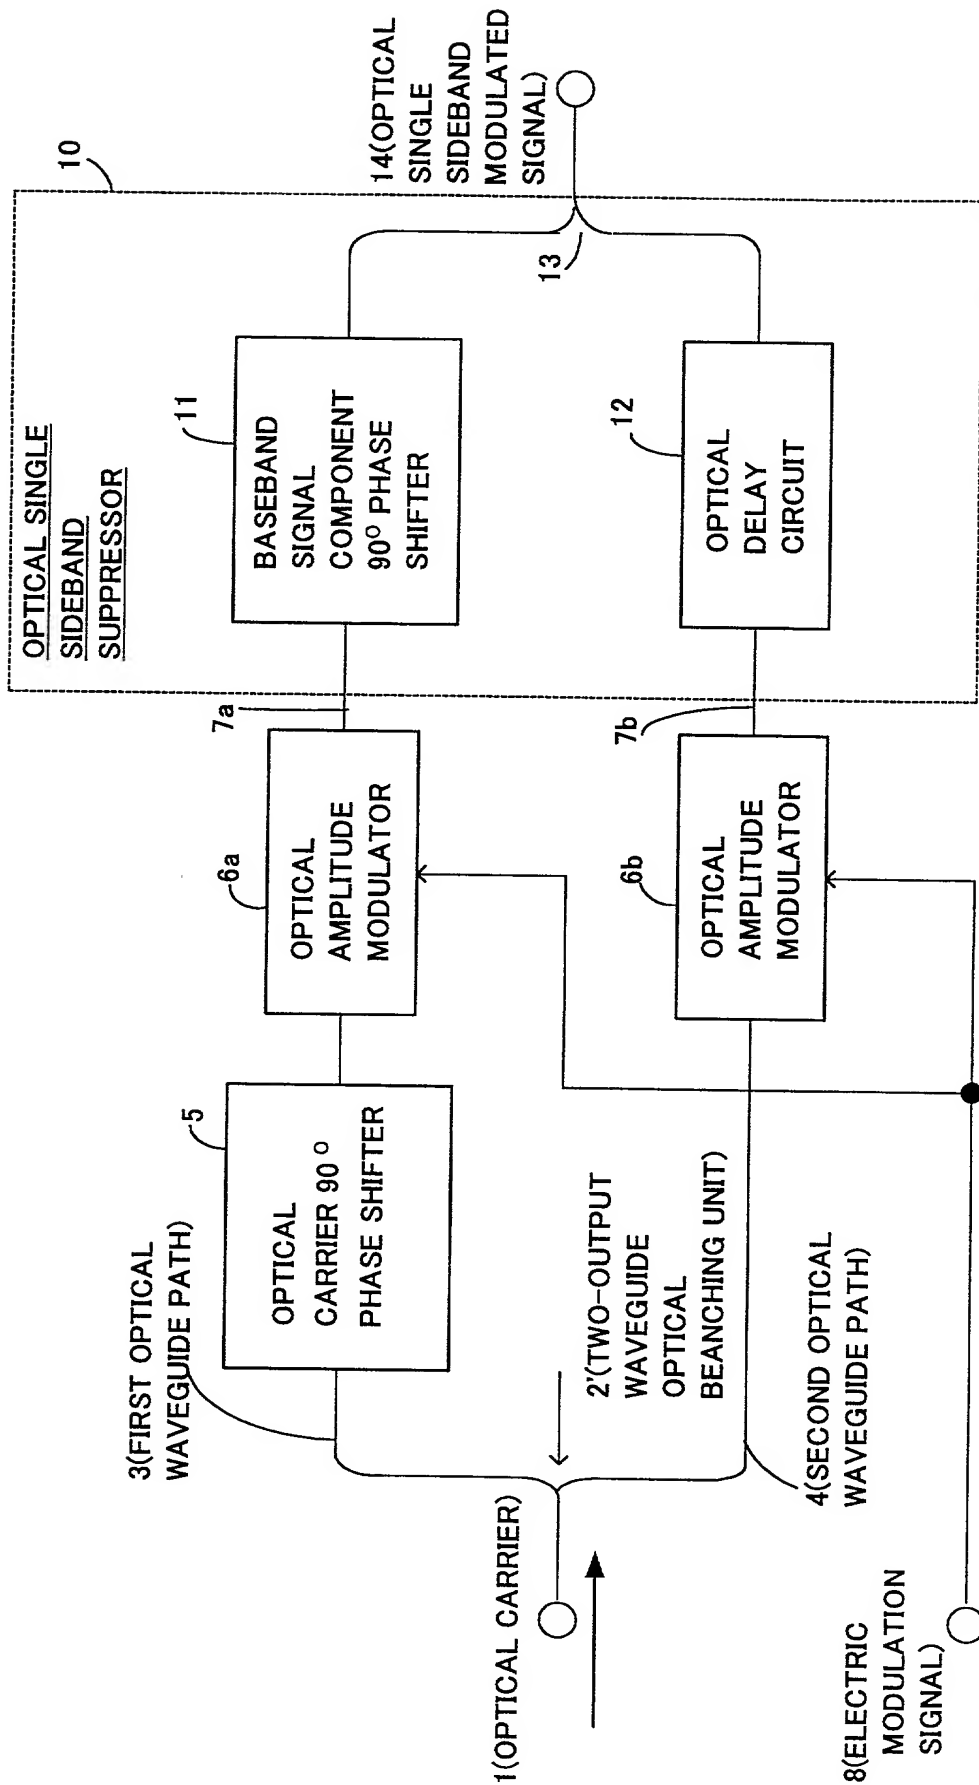 1(OPTICAL CARRIER)
3(FIRST OPTICAL
WAVEGUIDE PATH)
5
OPTICAL
CARRIER 90°
PHASE SHIFTER
2'(TWO-OUTPUT
WAVEGUIDE
OPTICAL
BEANCHING UNIT)
4(SECOND OPTICAL
WAVEGUIDE PATH)
8(ELECTRIC
MODULATION
SIGNAL)
6a
OPTICAL
AMPLITUDE
MODULATOR
6b
OPTICAL
AMPLITUDE
MODULATOR
7a
7b
OPTICAL SINGLE
SIDEBAND
SUPPRESSOR
10
11
BASEBAND
SIGNAL
COMPONENT
90° PHASE
SHIFTER
12
OPTICAL
DELAY
CIRCUIT
13
14(OPTICAL
SINGLE
SIDEBAND
MODULATED
SIGNAL)